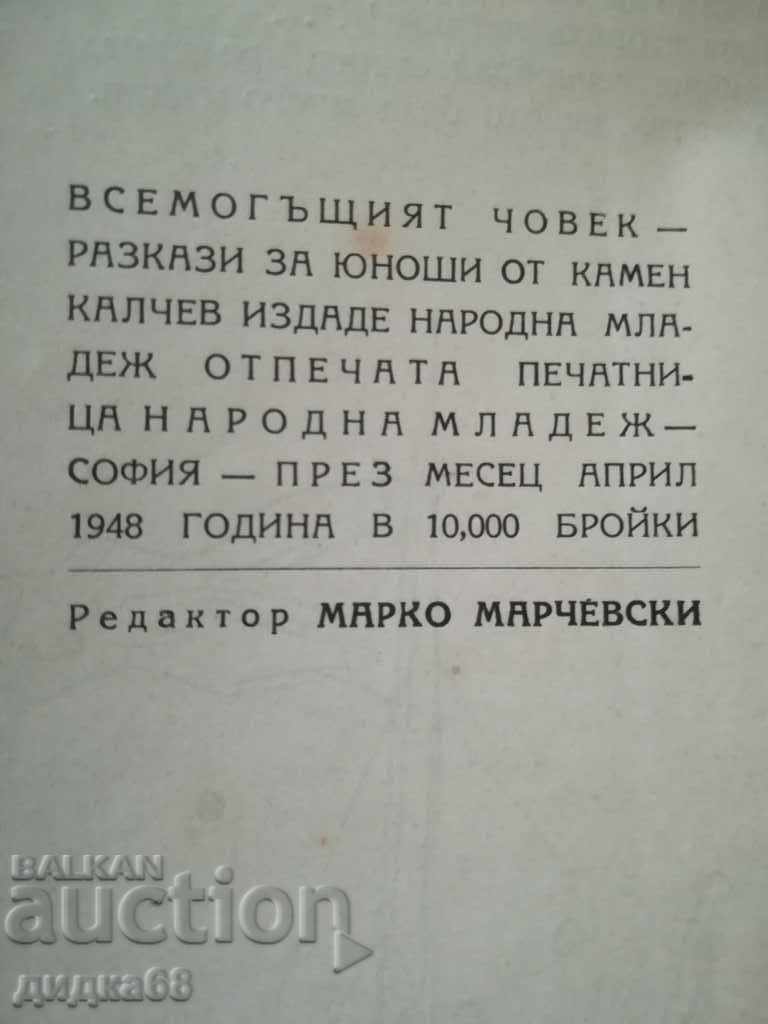 ВСЕМОГЪЩИЯТ ЧОВЕК —
РАЗКАЗИ ЗА ЮНОШИ ОТ КАМЕН
КАЛЧЕВ ИЗДАДЕ НАРОДНА МЛА-
ДЕЖ ОТПЕЧАТА ПЕЧАТНИ-
ЦА НАРОДНА МЛАДЕЖ —
СОФИЯ — ПРЕЗ МЕСЕЦ АПРИЛ
1948 ГОДИНА В 10,000 БРОЙКИ
Редактор МАРКО МАРЧЕВСКИ
BALKAN
auction
дидка68